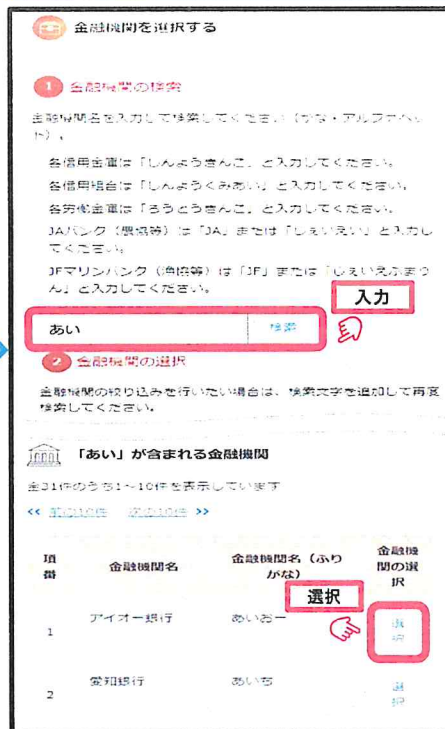 金融機関を選択する
1 金融機関の検索
金融機関名を入力して検索してください（かな・アルファベッ
ト）。
各信用金庫は「しんようきんこ」と入力してください。
各信用組合は「しんようくみあい」と入力してください。
各労働金庫は「ろうどうきんこ」と入力してください。
JAバンク（農協等）は「JA」または「じぇいえい」と入力し
てください。
JFマリンバンク（漁協等）は「JF」または「じぇいえふまり
ん」と入力してください。
入力
あい 検索
2 金融機関の選択
金融機関の絞り込みを行いたい場合は、検索文字を追加して再度
検索してください。
「あい」が含まれる金融機関
全31件のうち1～10件を表示しています
<< 前の10件 次の10件 >>
項
番 金融機関名 金融機関名（ふり
がな） 金融機
関の選
択
選択
1 アイオー銀行 あいおー 選
択
2 愛知銀行 あいち 選
択